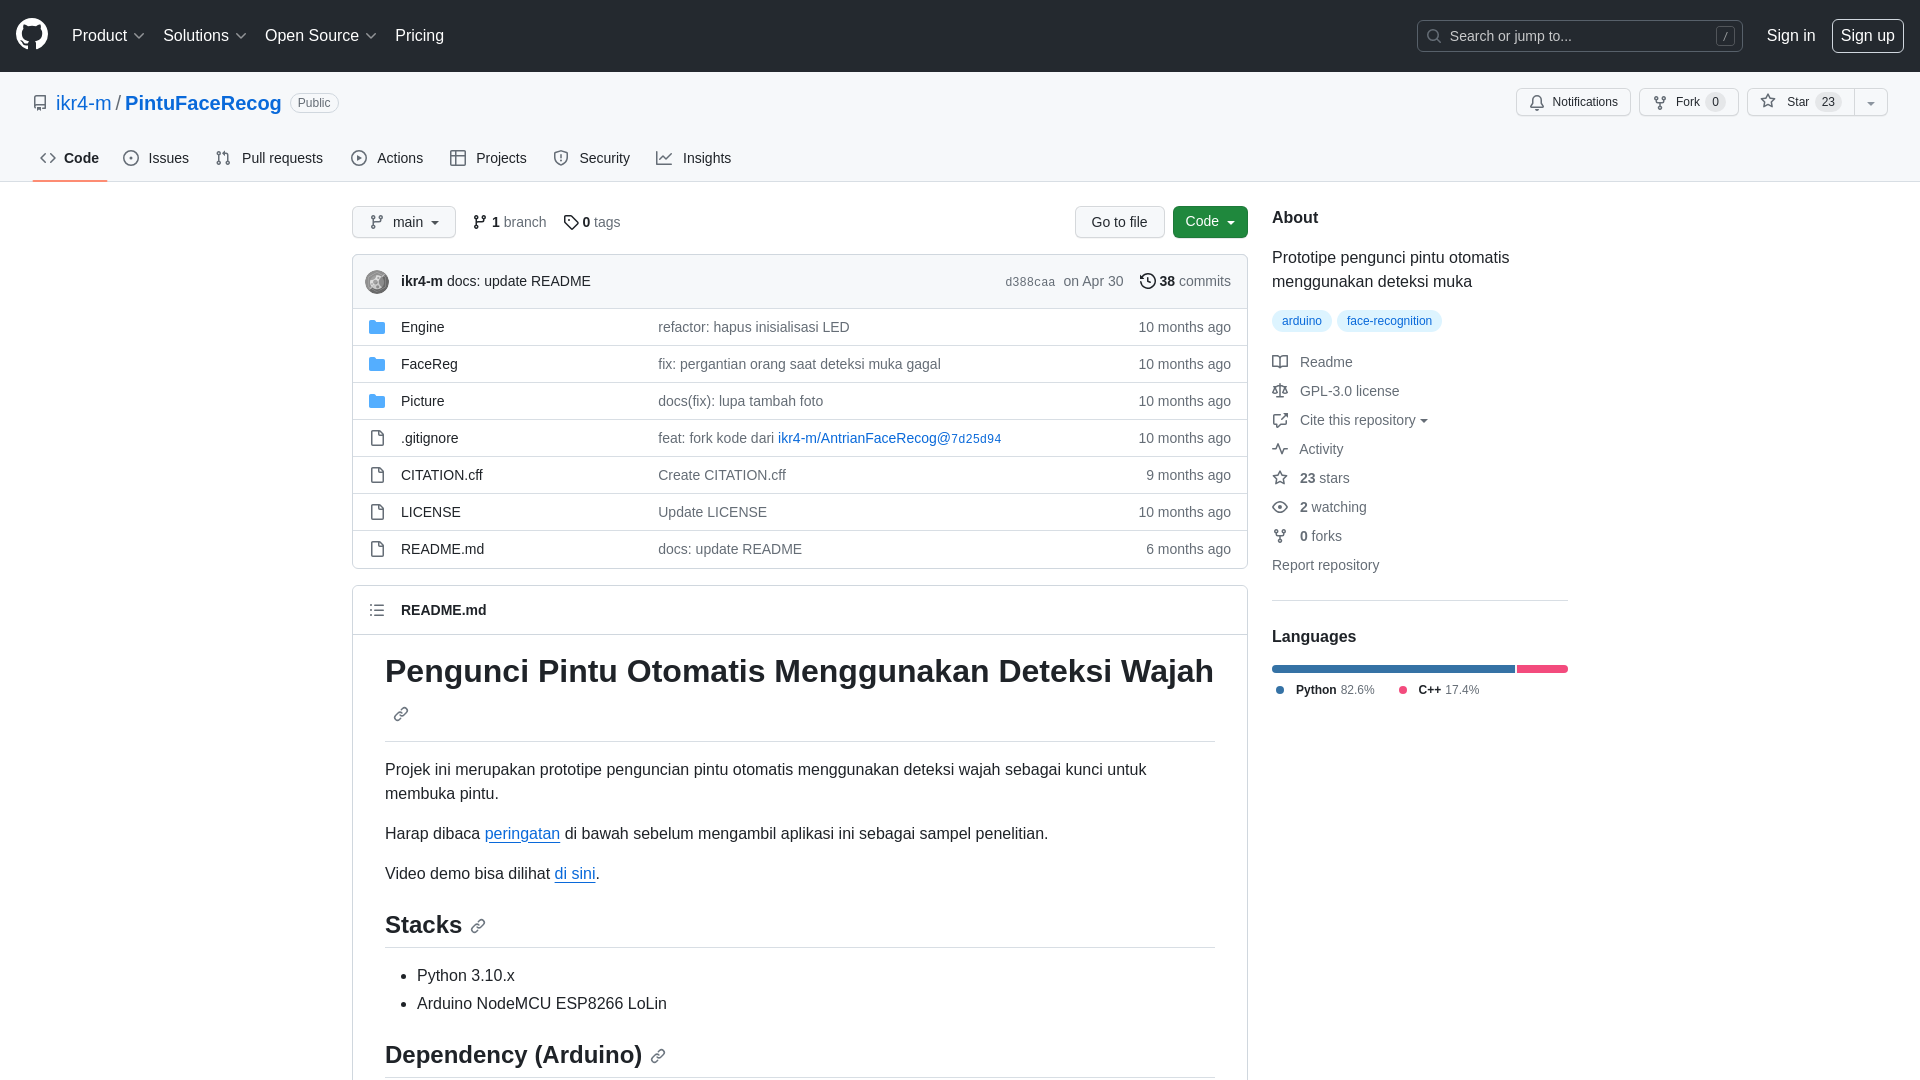 Product Solutions Open Source Pricing Search or jump to... / Sign in Sign up
ikr4-m / PintuFaceRecog Public Notifications Fork 0 Star 23
Code Issues Pull requests Actions Projects Security Insights
main 1 branch 0 tags Go to file Code
ikr4-m docs: update README d388caa on Apr 30 38 commits
Engine refactor: hapus inisialisasi LED 10 months ago
FaceReg fix: pergantian orang saat deteksi muka gagal 10 months ago
Picture docs(fix): lupa tambah foto 10 months ago
.gitignore feat: fork kode dari ikr4-m/AntrianFaceRecog@7d25d94 10 months ago
CITATION.cff Create CITATION.cff 9 months ago
LICENSE Update LICENSE 10 months ago
README.md docs: update README 6 months ago
README.md
Pengunci Pintu Otomatis Menggunakan Deteksi Wajah
Projek ini merupakan prototipe penguncian pintu otomatis menggunakan deteksi wajah sebagai kunci untuk
membuka pintu.
Harap dibaca peringatan di bawah sebelum mengambil aplikasi ini sebagai sampel penelitian.
Video demo bisa dilihat di sini.
Stacks
Python 3.10.x
Arduino NodeMCU ESP8266 LoLin
Dependency (Arduino)
About
Prototipe pengunci pintu otomatis
menggunakan deteksi muka
arduino face-recognition
Readme
GPL-3.0 license
Cite this repository
Activity
23 stars
2 watching
0 forks
Report repository
Languages
Python 82.6% C++ 17.4%